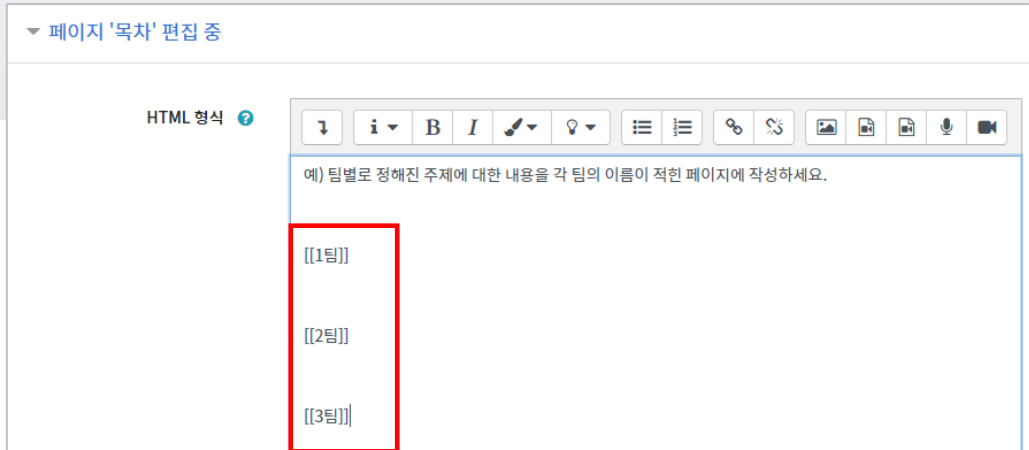 페이지 '목차' 편집 중
HTML 형식
i B I
예) 팀별로 정해진 주제에 대한 내용을 각 팀의 이름이 적힌 페이지에 작성하세요.
[[1팀]]
[[2팀]]
[[3팀]]